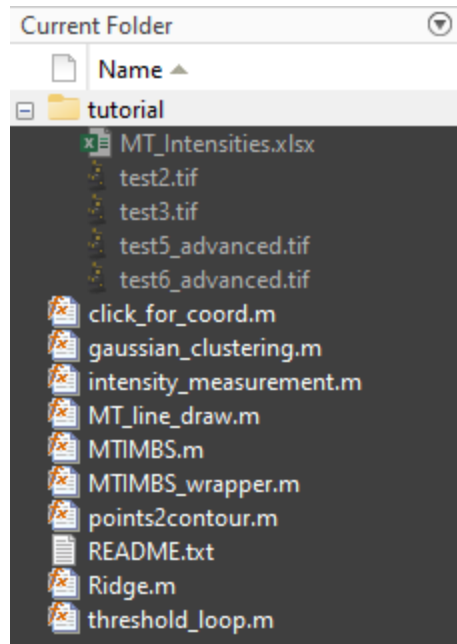 Current Folder
Name
tutorial
MT_Intensities.xlsx
test2.tif
test3.tif
test5_advanced.tif
test6_advanced.tif
click_for_coord.m
gaussian_clustering.m
intensity_measurement.m
MT_line_draw.m
MTIMBS.m
MTIMBS_wrapper.m
points2contour.m
README.txt
Ridge.m
threshold_loop.m